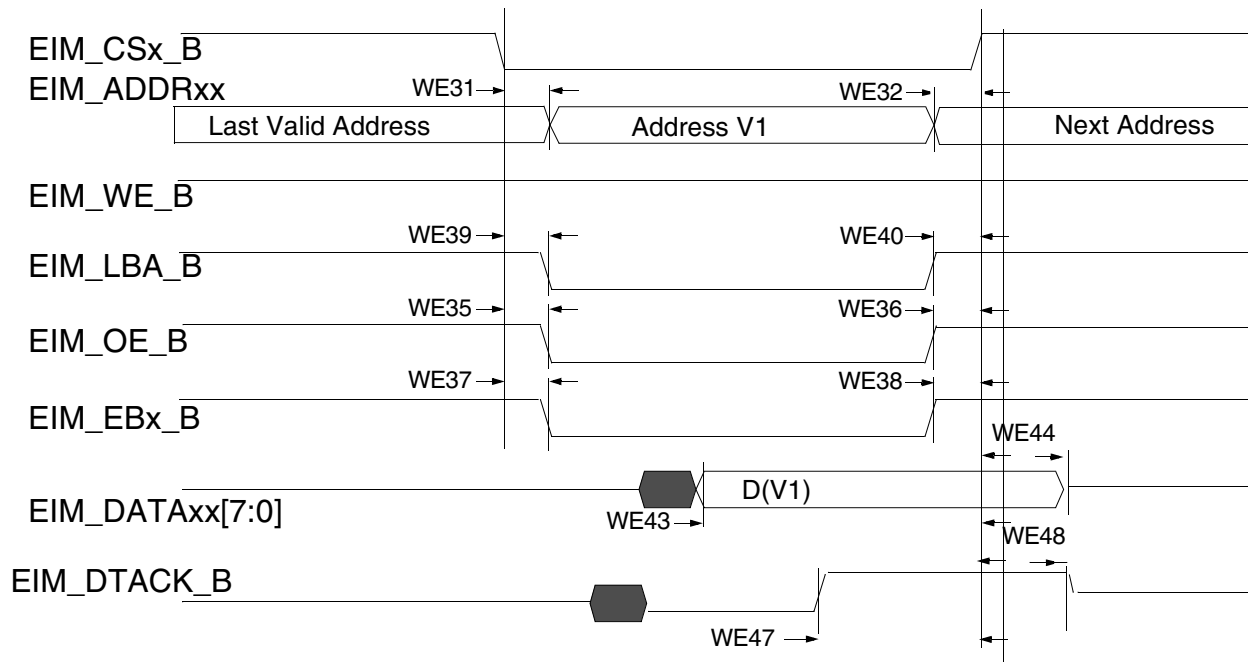 EIM_CSx_B
EIM_ADDRxx
WE31
WE32
Last Valid Address
Address V1
Next Address
EIM_WE_B
WE39
WE40
EIM_LBA_B
WE35
WE36
EIM_OE_B
WE37
WE38
EIM_EBx_B
WE44
D(V1)
EIM_DATAxx[7:0]
WE43
WE48
EIM_DTACK_B
WE47